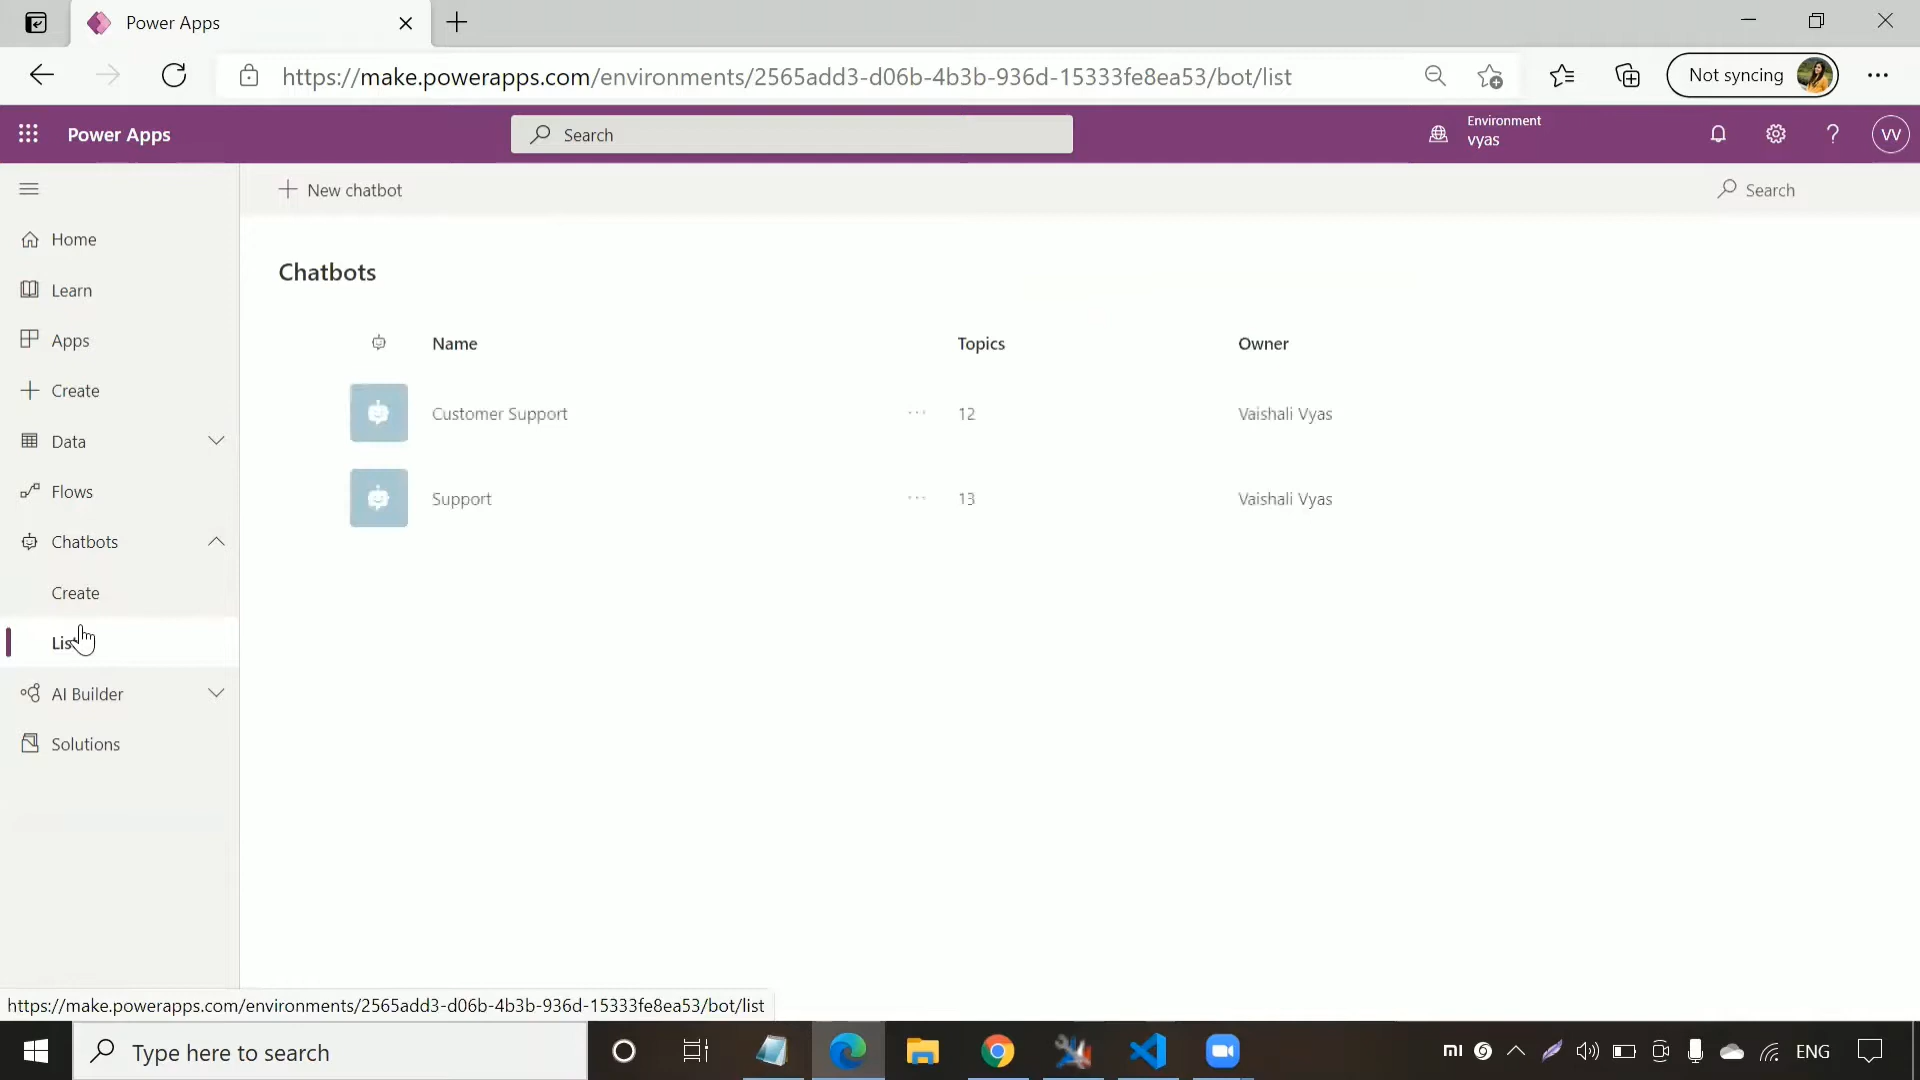 Power Apps
https://make.powerapps.com/environments/2565add3-d06b-4b3b-936d-15333fe8ea53/bot/list
Not syncing
Power Apps
Search
Environment
vyas
VV
New chatbot
Search
Home
Learn
Apps
Create
Data
Flows
Chatbots
Create
List
AI Builder
Solutions
Chatbots
Name Topics Owner
Customer Support ... 12 Vaishali Vyas
Support ... 13 Vaishali Vyas
https://make.powerapps.com/environments/2565add3-d06b-4b3b-936d-15333fe8ea53/bot/list
Type here to search
mi
ENG